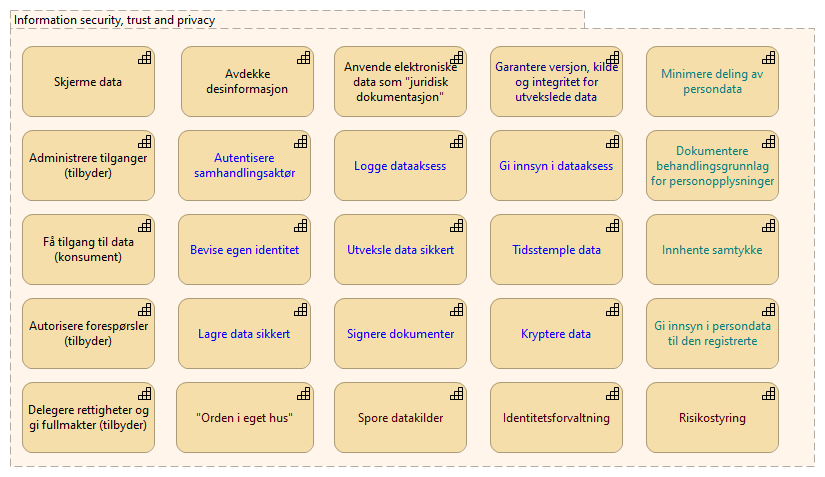 Information security, trust and privacy
Skjerme data
Avdekke
desinformasjon
Anvende elektroniske
data som "juridisk
dokumentasjon"
Garantere versjon, kilde
og integritet for
utvekslede data
Minimere deling av
persondata
Administrere tilganger
(tilbyder)
Autentisere
samhandlingsaktør
Logge dataaksess
Gi innsyn i dataaksess
Dokumentere
behandlingsgrunnlag
for personopplysninger
Få tilgang til data
(konsument)
Bevise egen identitet
Utveksle data sikkert
Tidsstemple data
Innhente samtykke
Autorisere forespørsler
(tilbyder)
Lagre data sikkert
Signere dokumenter
Kryptere data
Gi innsyn i persondata
til den registrerte
Delegere rettigheter og
gi fullmakter (tilbyder)
"Orden i eget hus"
Spore datakilder
Identitetsforvaltning
Risikostyring